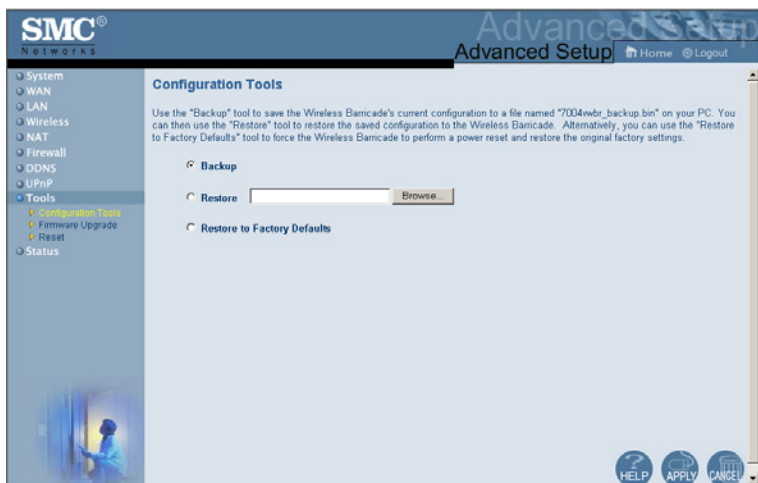 SMC®
Networks
Advanced Setup
Advanced Setup
Home
Logout
System
WAN
LAN
Wireless
NAT
Firewall
DDNS
UPnP
Tools
Configuration Tools
Firmware Upgrade
Reset
Status
Configuration Tools
Use the "Backup" tool to save the Wireless Barricade's current configuration to a file named "7004vwbr_backup.bin" on your PC. You
can then use the "Restore" tool to restore the saved configuration to the Wireless Barricade. Alternatively, you can use the "Restore
to Factory Defaults" tool to force the Wireless Barricade to perform a power reset and restore the original factory settings.
Backup
Restore
Browse...
Restore to Factory Defaults
HELP
APPLY
CANCEL